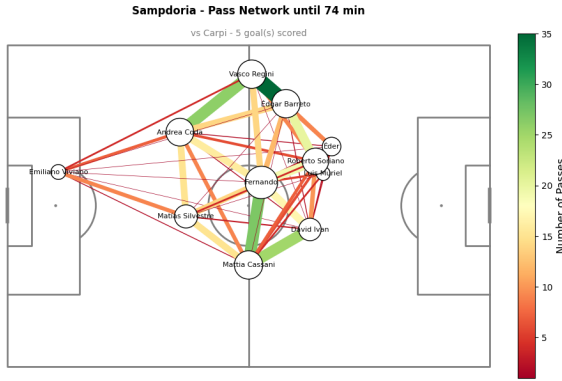 Sampdoria - Pass Network until 74 min
vs Carpi - 5 goal(s) scored
Vasco Regini
Edgar Barreto
Andrea Coda
Éder
Roberto Soriano
Luis Muriel
Emiliano Viviano
Fernando
Matías Silvestre
David Ivan
Mattia Cassani
35
30
25
20
15
10
5
Number of Passes